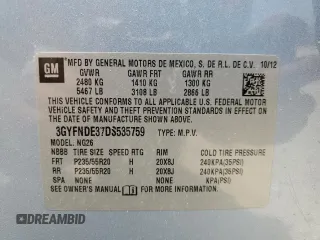 GM *MFD BY GENERAL MOTORS DE MEXICO, S. DE R.L. DE C.V. 10/12
GVWR GAWR FRT GAWR RR
2480 KG 1410 KG 1300 KG
5467 LB 3108 LB 2866 LB
THIS VEHICLE CONFORMS TO ALL APPLICABLE U.S. FEDERAL
MOTOR VEHICLE SAFETY, AND THEFT PREVENTION STANDARDS
IN EFFECT ON THE DATE OF MANUFACTURE SHOWN ABOVE.
3GYFNDE37DS535759 TYPE: M.P.V.
MODEL: NG26
NBBB TIRE SIZE SPEED RTG RIM COLD TIRE PRESSURE
FRT P235/55R20 H 20X8J 240KPA(35PSI)
RR P235/55R20 H 20X8J 240KPA(35PSI)
SPA NONE NONE KPA(PSI)
SEE OWNER'S MANUAL FOR ADDITIONAL INFORMATION.
AUTOBIDMASTER